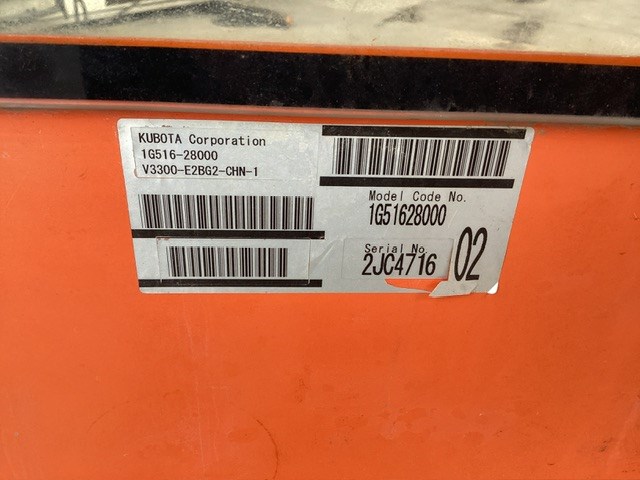 KUBOTA Corporation
1G516-28000
V3300-E2BG2-CHN-1
Model Code No.
1G51628000
Serial No
2JC4716
02